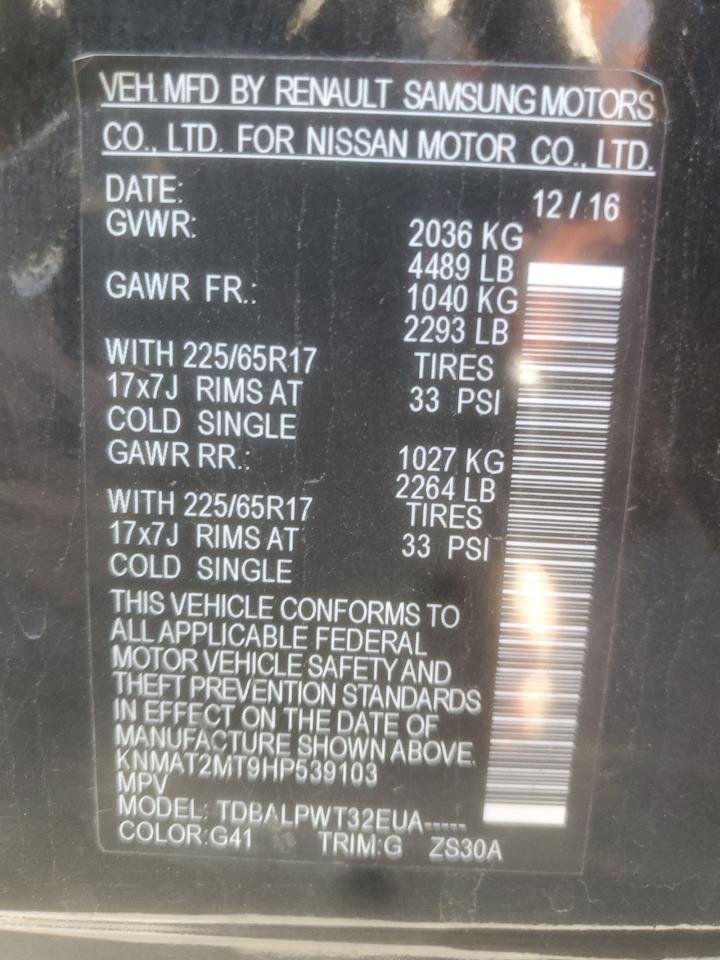 VEH. MFD BY RENAULT SAMSUNG MOTORS
CO., LTD. FOR NISSAN MOTOR CO., LTD.
DATE: 12 / 16
GVWR: 2036 KG
4489 LB
GAWR FR.: 1040 KG
2293 LB
WITH 225/65R17 TIRES
17x7J RIMS AT 33 PSI
COLD SINGLE
GAWR RR.: 1027 KG
2264 LB
WITH 225/65R17 TIRES
17x7J RIMS AT 33 PSI
COLD SINGLE
THIS VEHICLE CONFORMS TO
ALL APPLICABLE FEDERAL
MOTOR VEHICLE SAFETY AND
THEFT PREVENTION STANDARDS
IN EFFECT ON THE DATE OF
MANUFACTURE SHOWN ABOVE.
KNMAT2MT9HP539103
MPV
MODEL: TDBALPWT32EUA-----
COLOR:G41 TRIM:G ZS30A